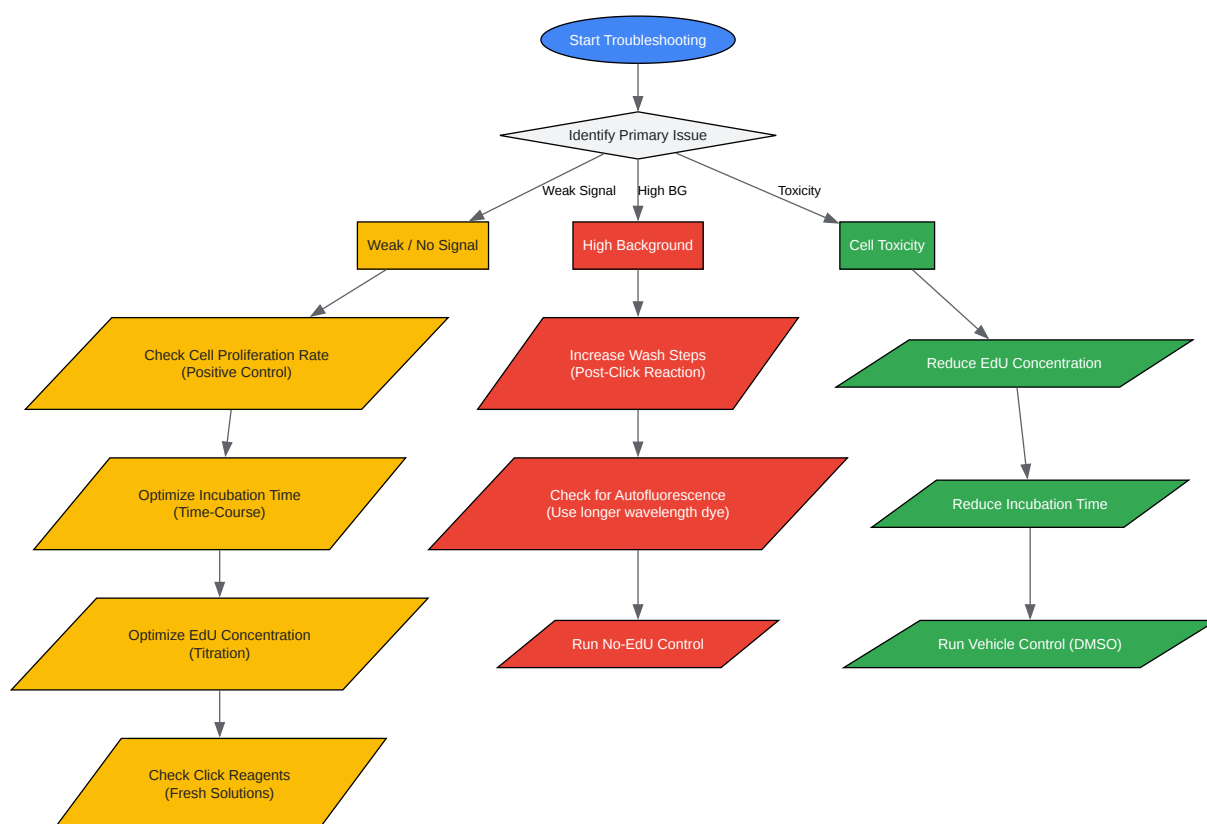 Start Troubleshooting
Identify Primary Issue
Weak Signal
High BG
Toxicity
Weak / No Signal
High Background
Cell Toxicity
Check Cell Proliferation Rate
(Positive Control)
Increase Wash Steps
(Post-Click Reaction)
Reduce EdU Concentration
Optimize Incubation Time
(Time-Course)
Check for Autofluorescence
(Use longer wavelength dye)
Reduce Incubation Time
Optimize EdU Concentration
(Titration)
Run No-EdU Control
Run Vehicle Control (DMSO)
Check Click Reagents
(Fresh Solutions)